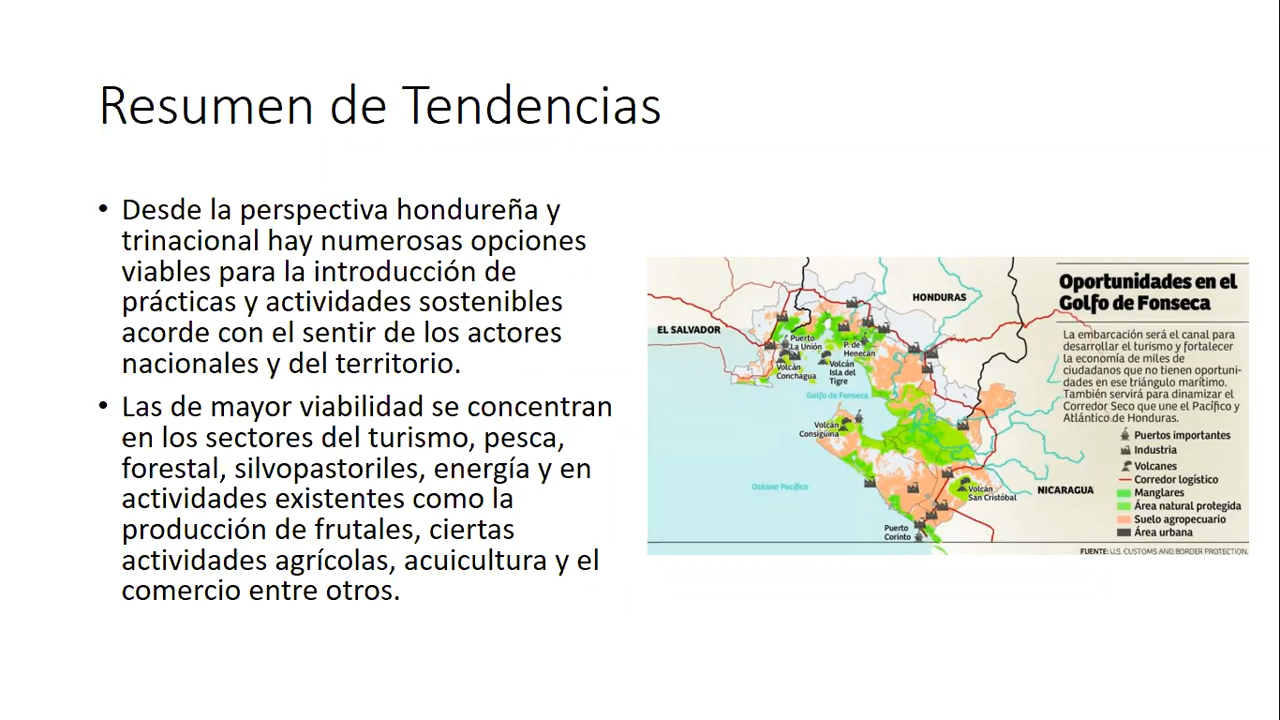 Resumen de Tendencias
• Desde la perspectiva hondureña y
trinacional hay numerosas opciones
viables para la introducción de
prácticas y actividades sostenibles
acorde con el sentir de los actores
nacionales y del territorio.
• Las de mayor viabilidad se concentran
en los sectores del turismo, pesca,
forestal, silvopastoriles, energía y en
actividades existentes como la
producción de frutales, ciertas
actividades agrícolas, acuicultura y el
comercio entre otros.
HONDURAS
EL SALVADOR
Puerto
La Unión
P. de
Henecán
Volcán
Conchagua
Volcán
Isla del
Tigre
Golfo de Fonseca
Volcán
Consigüina
Océano Pacífico
Volcán
San Cristóbal
NICARAGUA
Puerto
Corinto
Oportunidades en el
Golfo de Fonseca
La embarcación será el canal para
desarrollar el turismo y fortalecer
la economía de miles de
ciudadanos que no tienen oportuni-
dades en ese triángulo marítimo.
También servirá para dinamizar el
Corredor Seco que une el Pacífico y
Atlántico de Honduras.
Puertos importantes
Industria
Volcanes
Corredor logístico
Manglares
Área natural protegida
Suelo agropecuario
Área urbana
FUENTE: U.S. CUSTOMS AND BORDER PROTECTION.